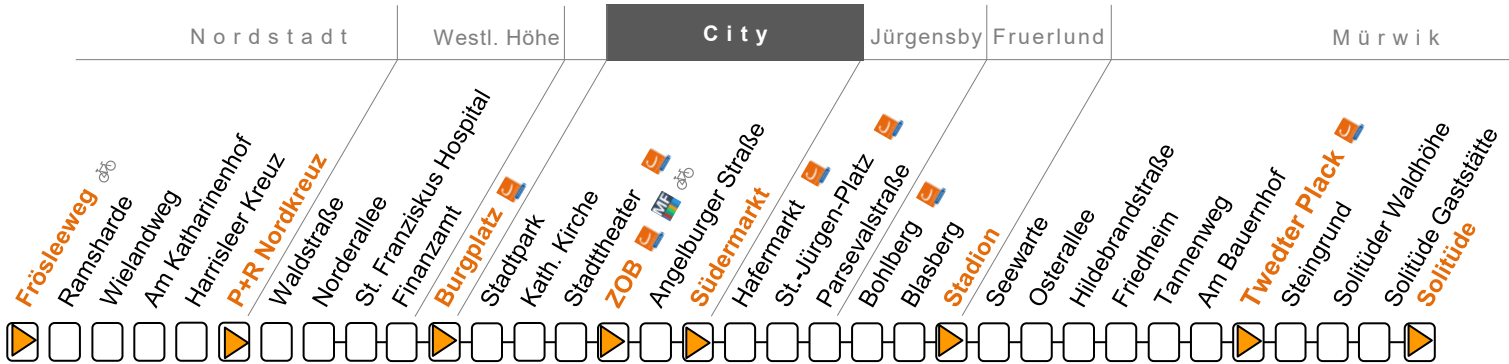 Nordstadt
Westl. Höhe
City
Jürgensby
Fruerlund
Mürwik
Frösleeweg
Ramsharde
Wielandweg
Am Katharinenhof
Harrisleer Kreuz
P+R Nordkreuz
Waldstraße
Norderallee
St. Franziskus Hospital
Finanzamt
Burgplatz
Stadtpark
Kath. Kirche
Stadttheater
ZOB
MF
Angelburger Straße
Südermarkt
Hafermarkt
St.-Jürgen-Platz
Parsevalstraße
Bohlberg
Blasberg
Stadion
Seewarte
Osterallee
Hildebrandstraße
Friedheim
Tannenweg
Am Bauernhof
Twedter Plack
Steingrund
Solitüder Waldhöhe
Solitüde Gaststätte
Solitüde